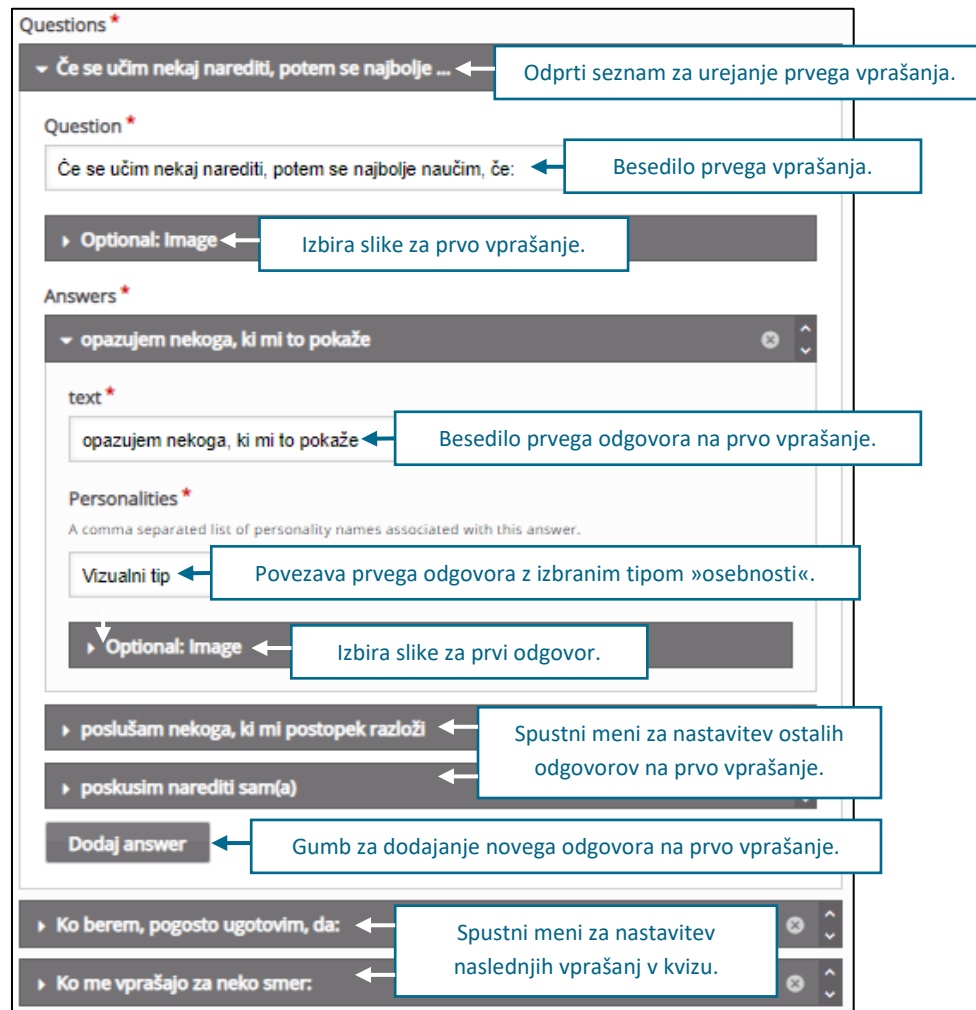 Questions *
Če se učim nekaj narediti, potem se najbolje ...
Odprti seznam za urejanje prvega vprašanja.
Question *
Če se učim nekaj narediti, potem se najbolje naučim, če:
Besedilo prvega vprašanja.
Optional: Image
Izbira slike za prvo vprašanje.
Answers *
opazujem nekoga, ki mi to pokaže
text *
opazujem nekoga, ki mi to pokaže
Besedilo prvega odgovora na prvo vprašanje.
Personalities *
A comma separated list of personality names associated with this answer.
Vizualni tip
Povezava prvega odgovora z izbranim tipom »osebnosti«.
Optional: Image
Izbira slike za prvi odgovor.
poslušam nekoga, ki mi postopek razloži
Spustni meni za nastavitev ostalih
odgovorov na prvo vprašanje.
poskusim narediti sam(a)
Dodaj answer
Gumb za dodajanje novega odgovora na prvo vprašanje.
Ko berem, pogosto ugotovim, da:
Spustni meni za nastavitev
naslednjih vprašanj v kvizu.
Ko me vprašajo za neko smer: